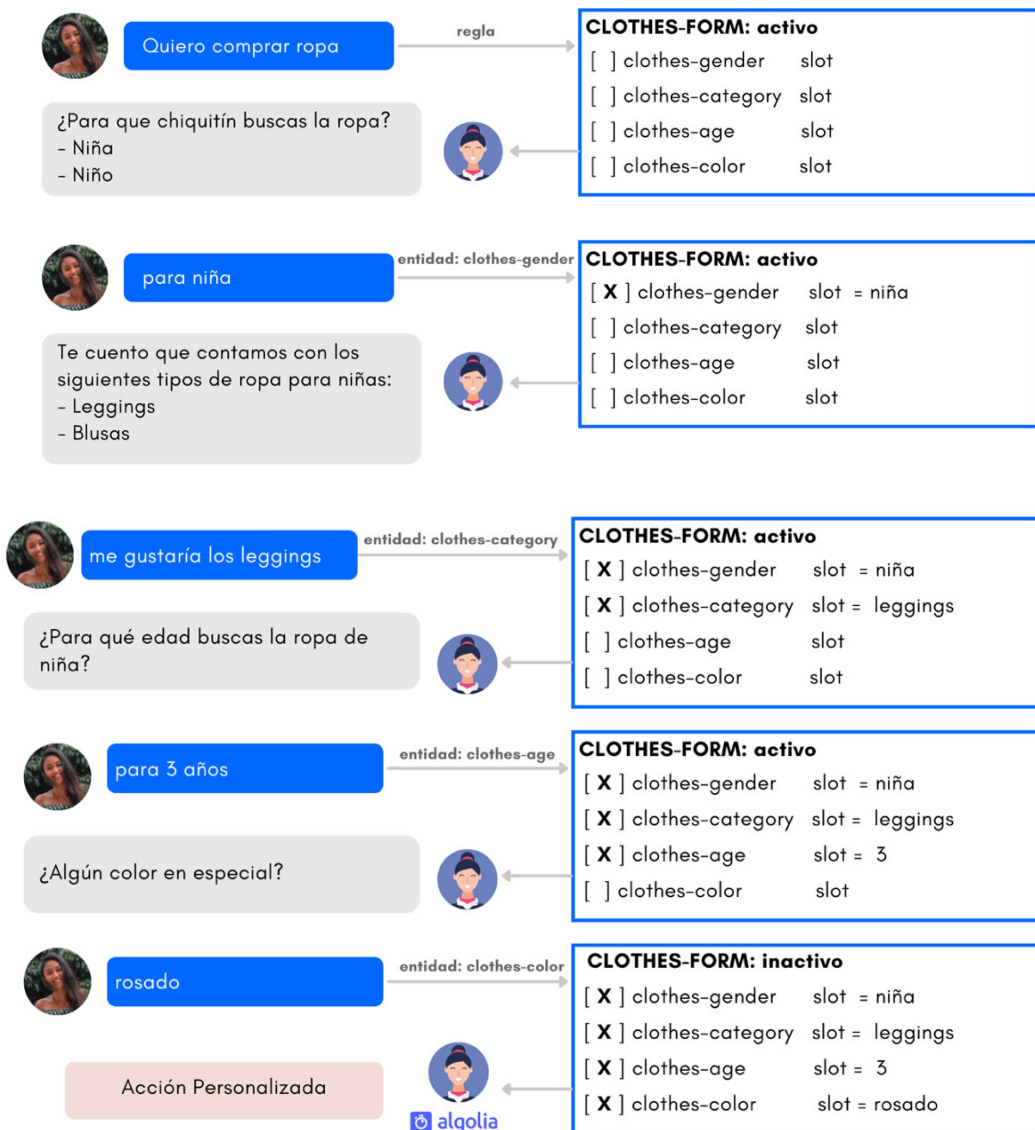 Quiero comprar ropa
regla
CLOTHES-FORM: activo
[ ] clothes-gender slot
[ ] clothes-category slot
[ ] clothes-age slot
[ ] clothes-color slot
¿Para que chiquitín buscas la ropa?
- Niña
- Niño
para niña
entidad: clothes-gender
CLOTHES-FORM: activo
[ X ] clothes-gender slot = niña
[ ] clothes-category slot
[ ] clothes-age slot
[ ] clothes-color slot
Te cuento que contamos con los
siguientes tipos de ropa para niñas:
- Leggings
- Blusas
me gustaría los leggings
entidad: clothes-category
CLOTHES-FORM: activo
[ X ] clothes-gender slot = niña
[ X ] clothes-category slot = leggings
[ ] clothes-age slot
[ ] clothes-color slot
¿Para qué edad buscas la ropa de
niña?
para 3 años
entidad: clothes-age
CLOTHES-FORM: activo
[ X ] clothes-gender slot = niña
[ X ] clothes-category slot = leggings
[ X ] clothes-age slot = 3
[ ] clothes-color slot
¿Algún color en especial?
rosado
entidad: clothes-color
CLOTHES-FORM: inactivo
[ X ] clothes-gender slot = niña
[ X ] clothes-category slot = leggings
[ X ] clothes-age slot = 3
[ X ] clothes-color slot = rosado
Acción Personalizada
algolia